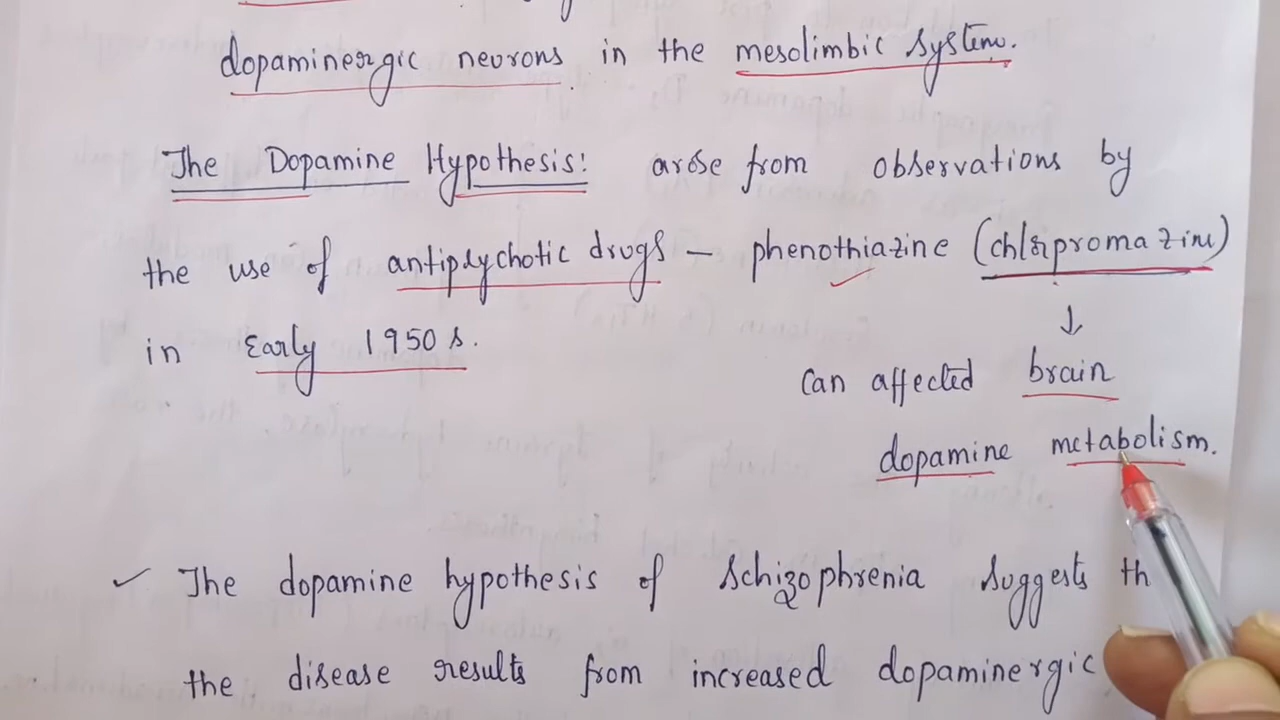 dopaminergic neurons in the mesolimbic system.
The Dopamine Hypothesis: arose from observations by
the use of antipsychotic drugs – phenothiazine (chlorpromazine)
in Early 1950s.
↓
can affected brain
dopamine metabolism.
✓ The dopamine hypothesis of schizophrenia suggests th
the disease results from increased dopaminergic